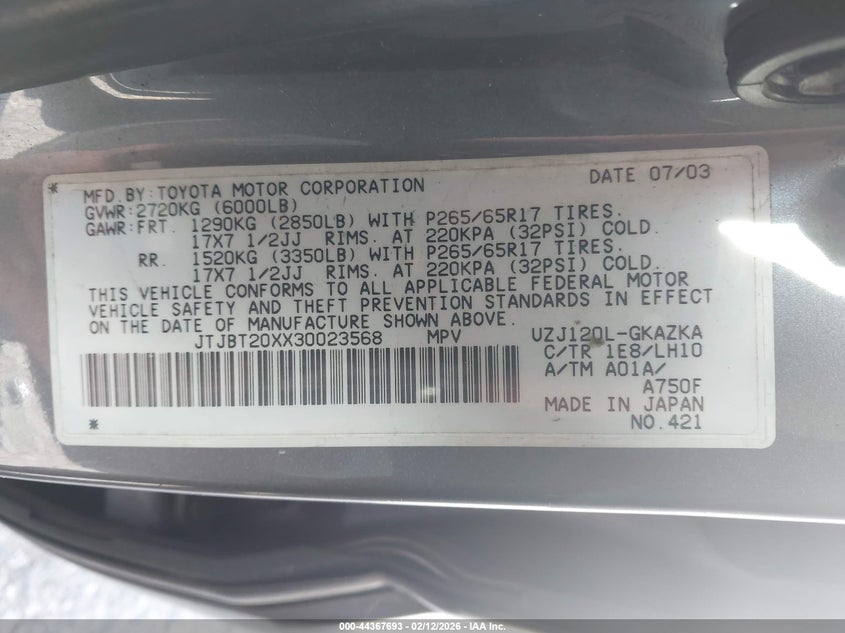 * MFD.BY:TOYOTA MOTOR CORPORATION DATE 07/03
GVWR:2720KG (6000LB)
GAWR:FRT. 1290KG (2850LB) WITH P265/65R17 TIRES.
17X7 1/2JJ RIMS. AT 220KPA (32PSI) COLD.
RR. 1520KG (3350LB) WITH P265/65R17 TIRES.
17X7 1/2JJ RIMS. AT 220KPA (32PSI) COLD.
THIS VEHICLE CONFORMS TO ALL APPLICABLE FEDERAL MOTOR
VEHICLE SAFETY AND THEFT PREVENTION STANDARDS IN EFFECT
ON THE DATE OF MANUFACTURE SHOWN ABOVE.
JTJBT20XX30023568 MPV UZJ120L-GKAZKA
C/TR 1E8/LH10
A/TM A01A/
A750F
MADE IN JAPAN
* NO.421
000-44367693 - 02/12/2026 - IAA Inc.